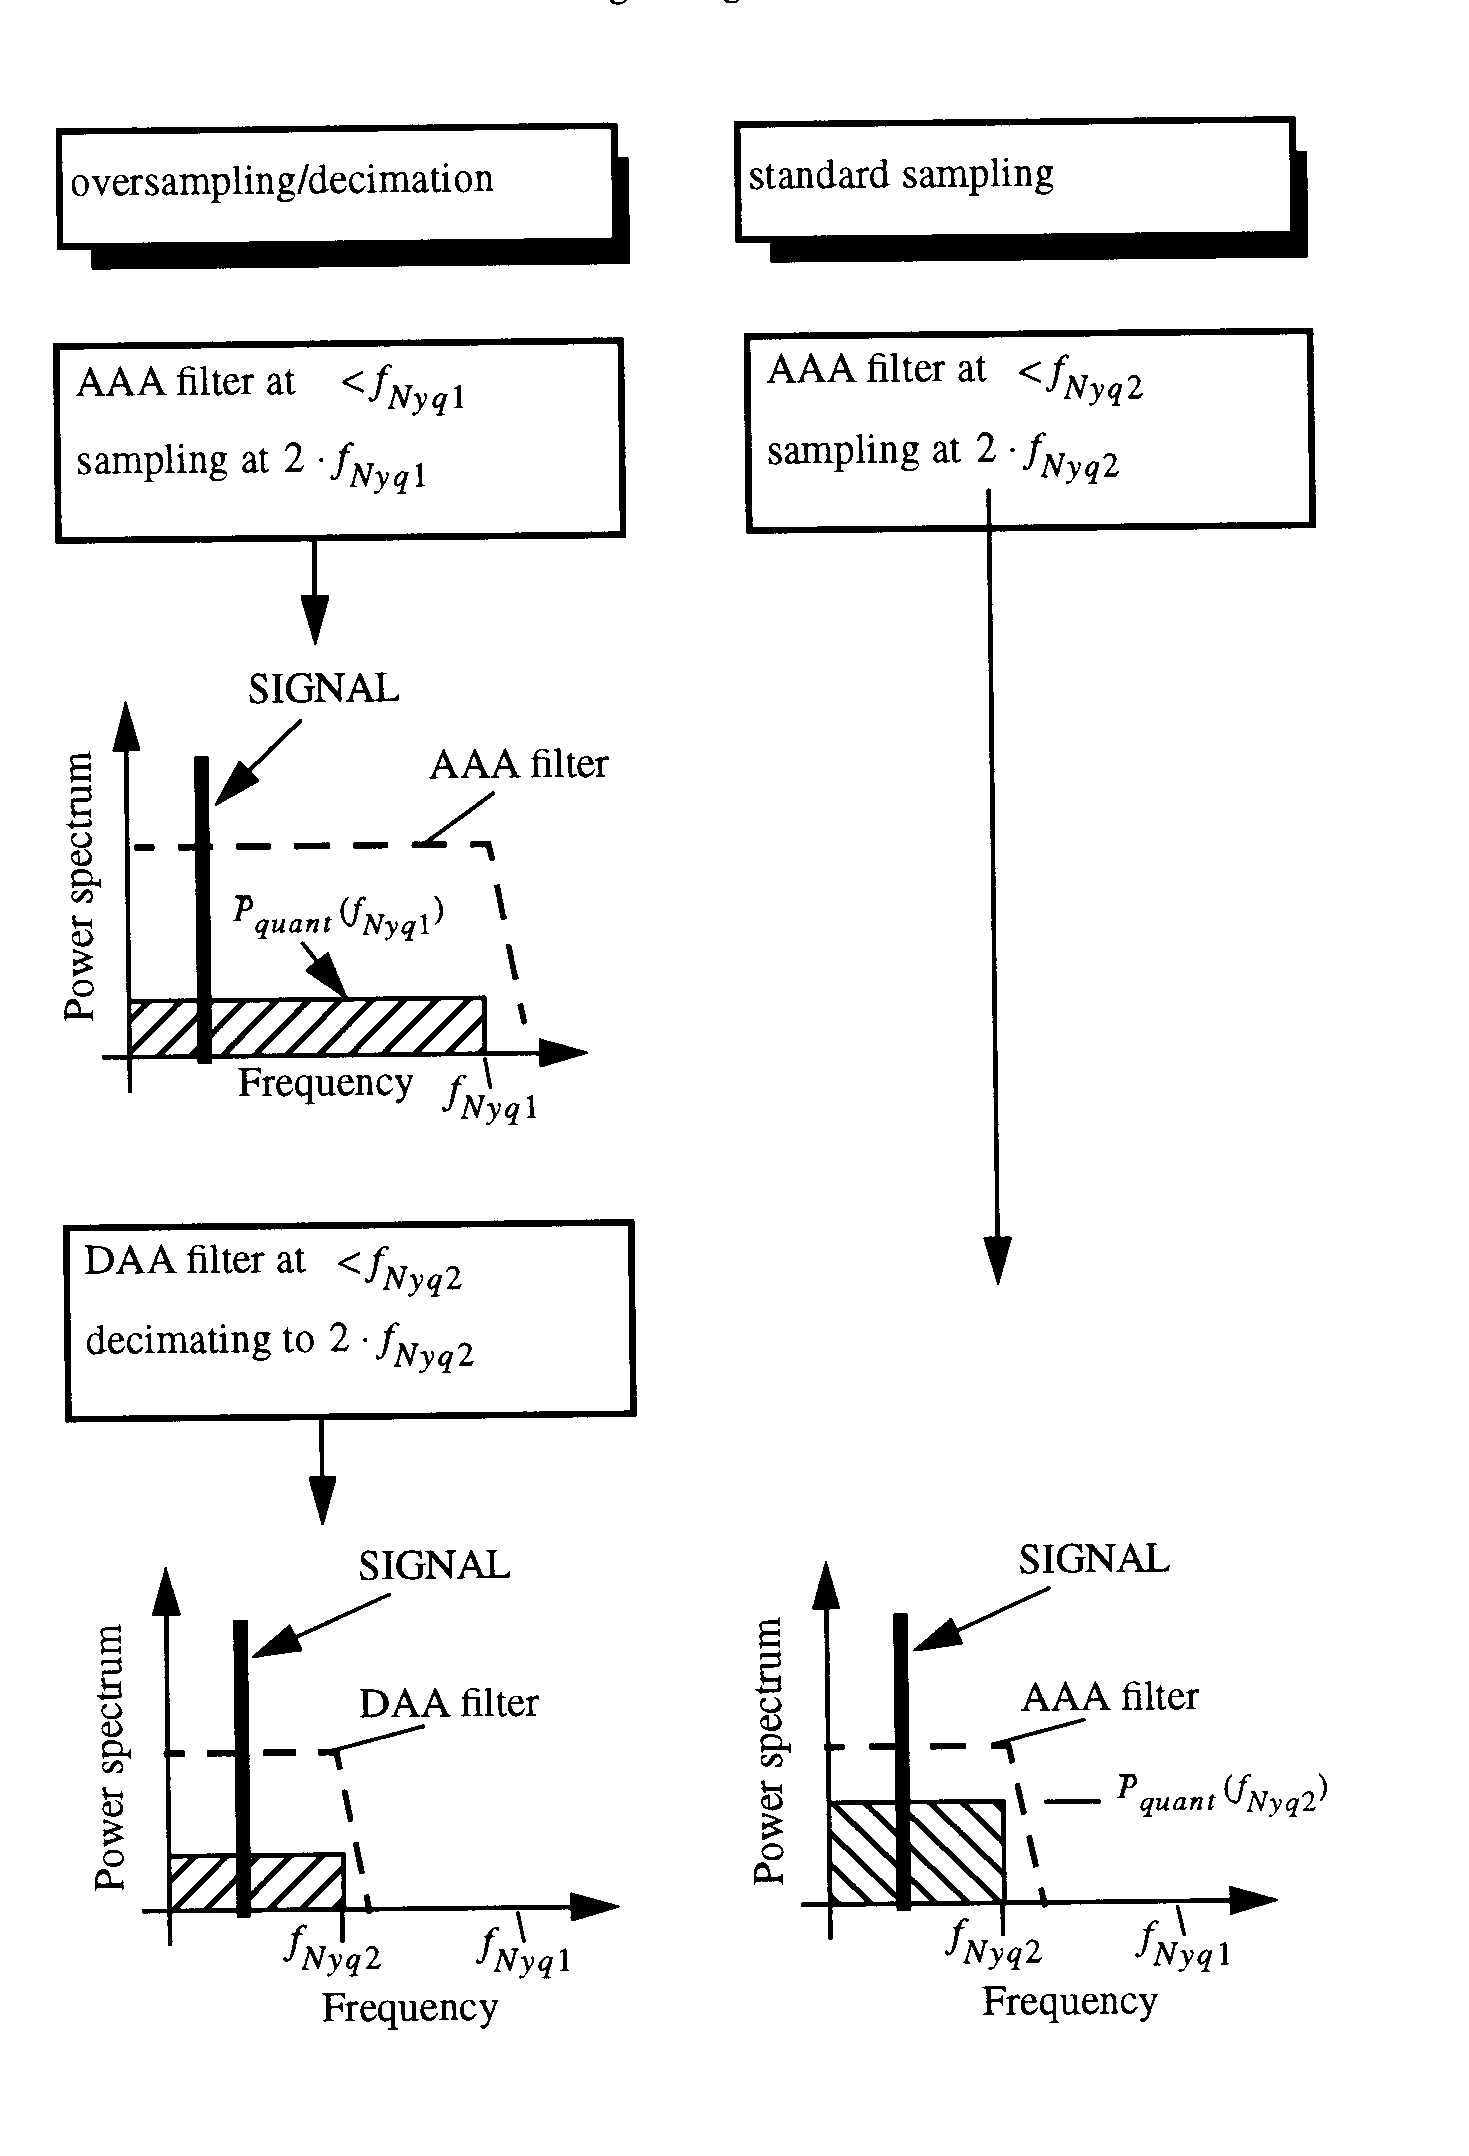 oversampling/decimation
standard sampling
AAA filter at < f_{Nyq1}
sampling at 2 · f_{Nyq1}
AAA filter at < f_{Nyq2}
sampling at 2 · f_{Nyq2}
SIGNAL
AAA filter
P_{quant}(f_{Nyq1})
Power spectrum
Frequency
f_{Nyq1}
DAA filter at < f_{Nyq2}
decimating to 2 · f_{Nyq2}
SIGNAL
DAA filter
Power spectrum
f_{Nyq2}
f_{Nyq1}
Frequency
SIGNAL
AAA filter
P_{quant}(f_{Nyq2})
Power spectrum
f_{Nyq2}
f_{Nyq1}
Frequency